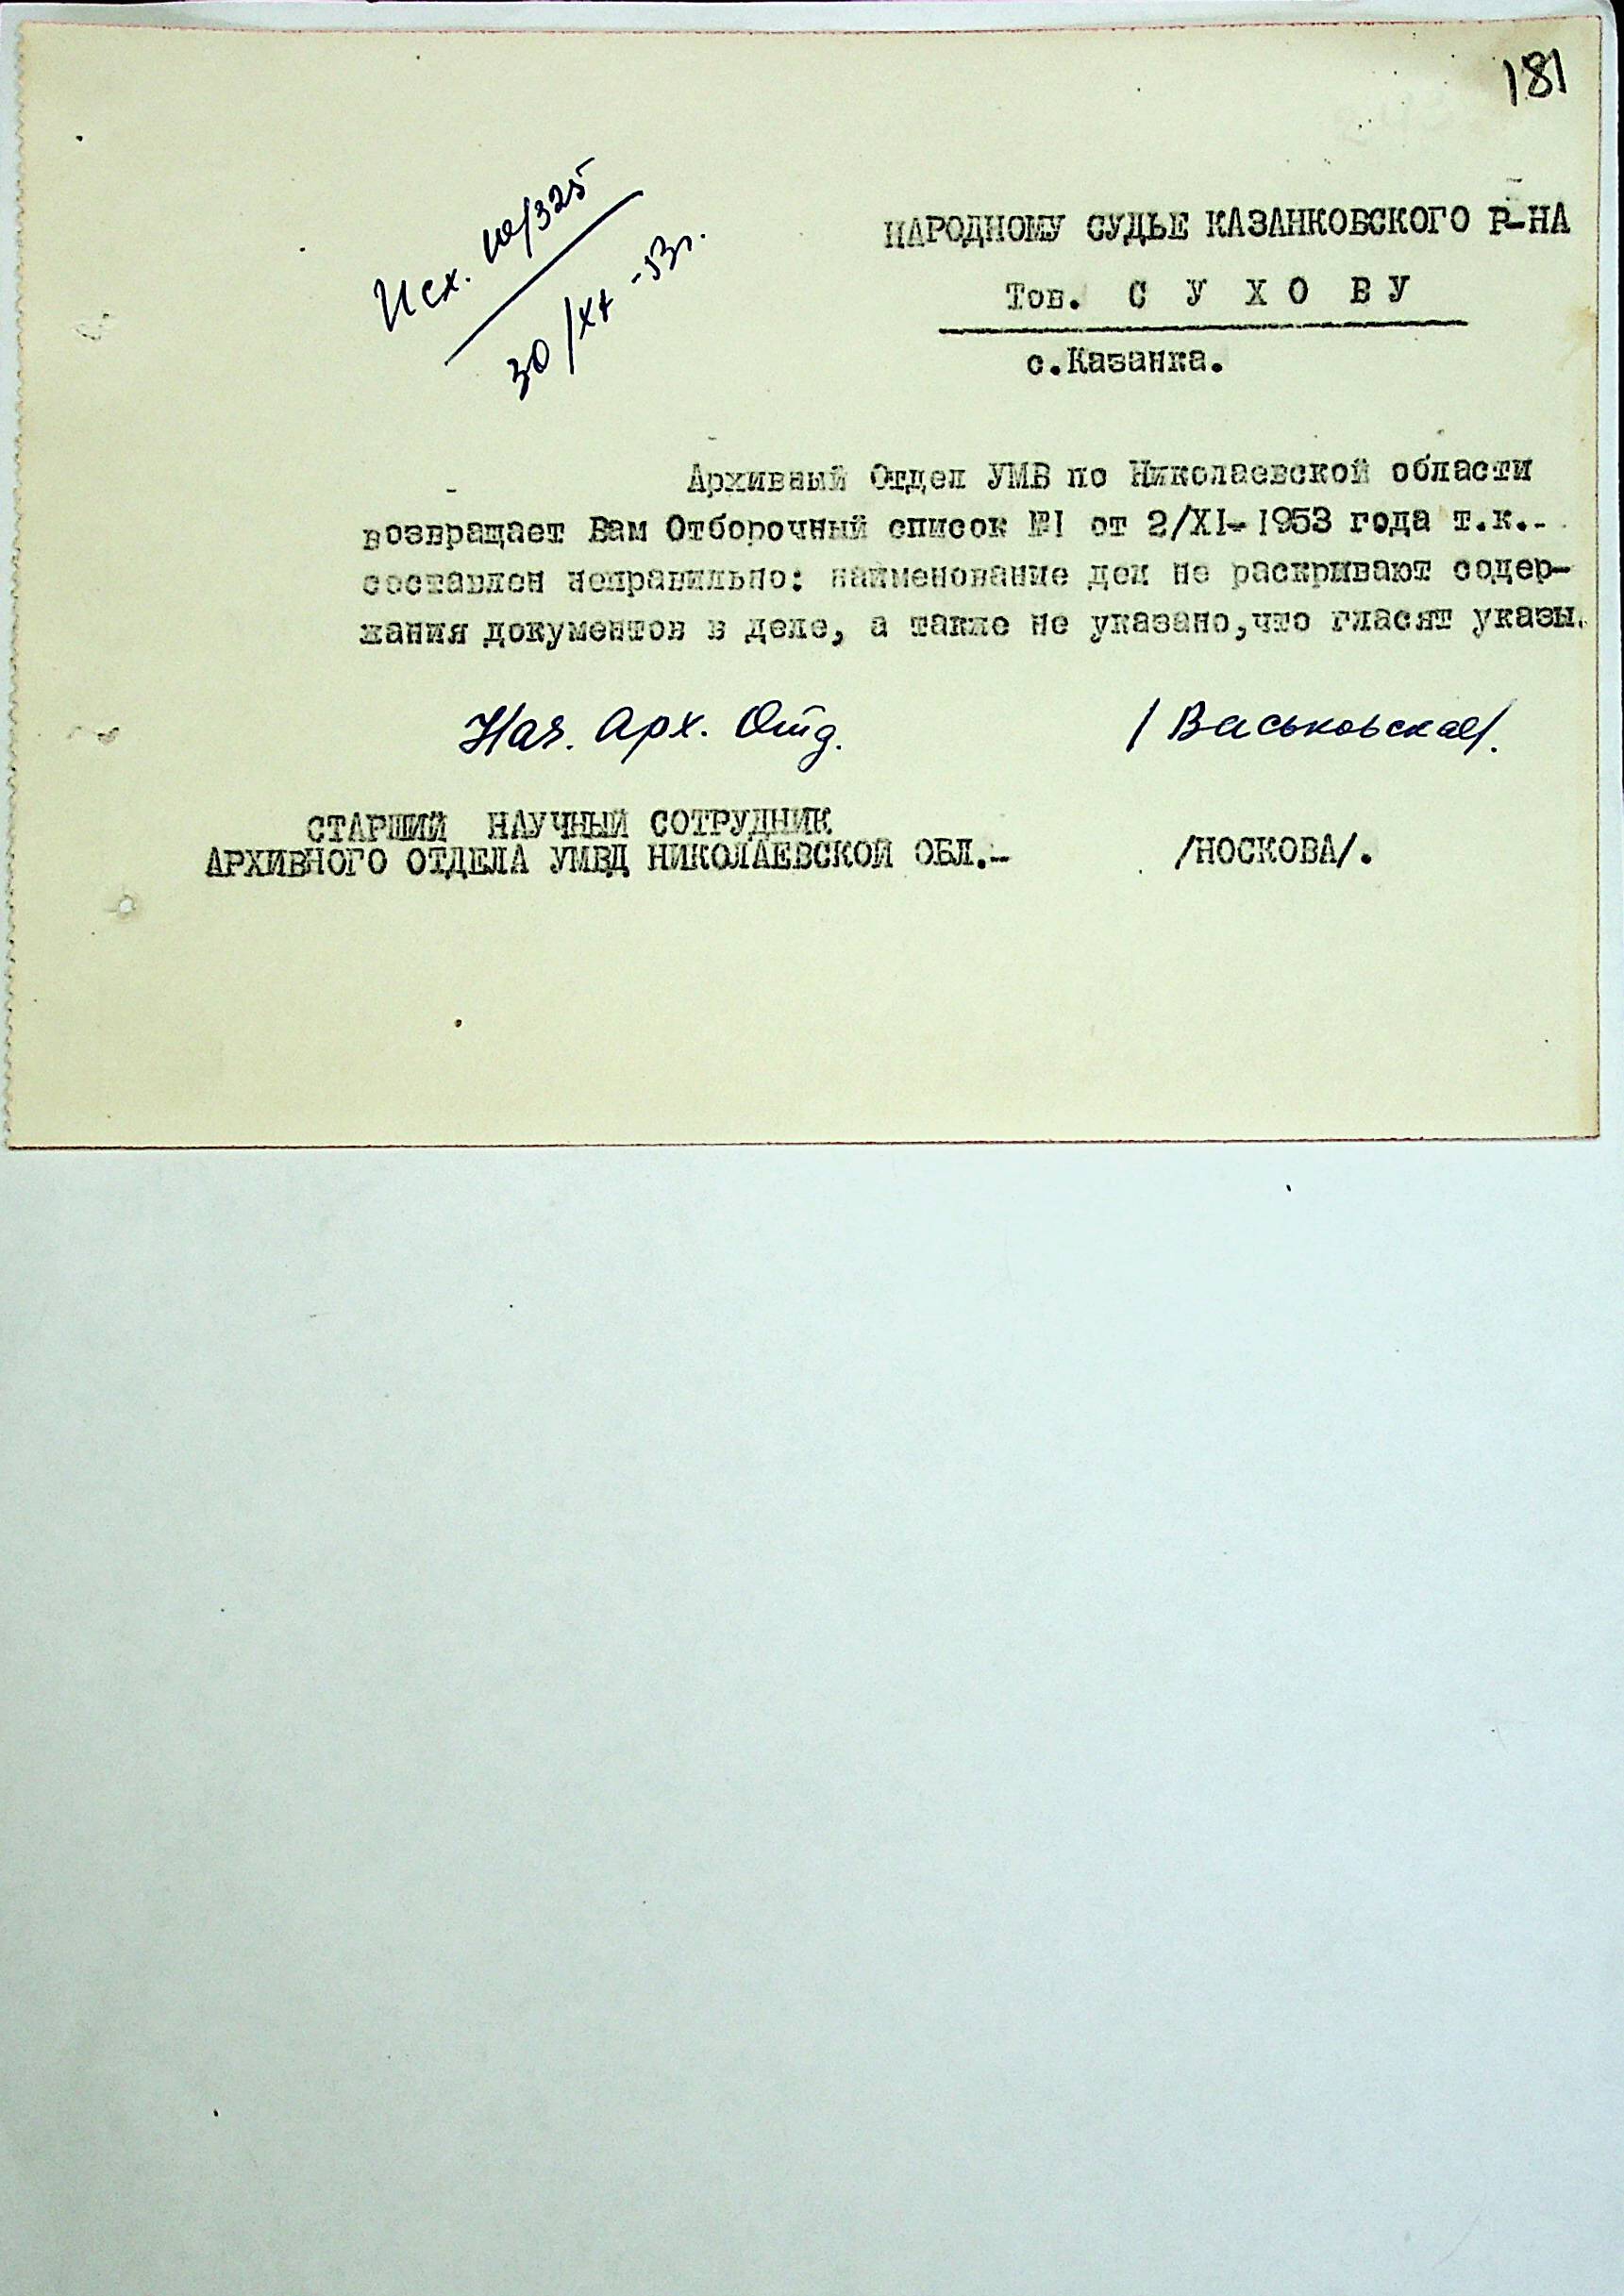 181
Исх. 10/325
30/XI -53г.
НАРОДНОМУ СУДЬЕ КАЗАНКОВСКОГО Р-НА
Тов. С У Х О В У
с.Казанка.
Архивный Отдел УМВ по Николаевской области
возвращает Вам Отборочный список №I от 2/XI-1953 года т.к.-
составлен неправильно: наименование дел не раскривают содер-
жания документов в деле, а также не указано,что гласят указы.
Нач. Арх. Отд. /Васьковская/.
СТАРШИЙ НАУЧНЫЙ СОТРУДНИК
АРХИВНОГО ОТДЕЛА УМВД НИКОЛАЕВСКОЙ ОБЛ.- /НОСКОВА/.